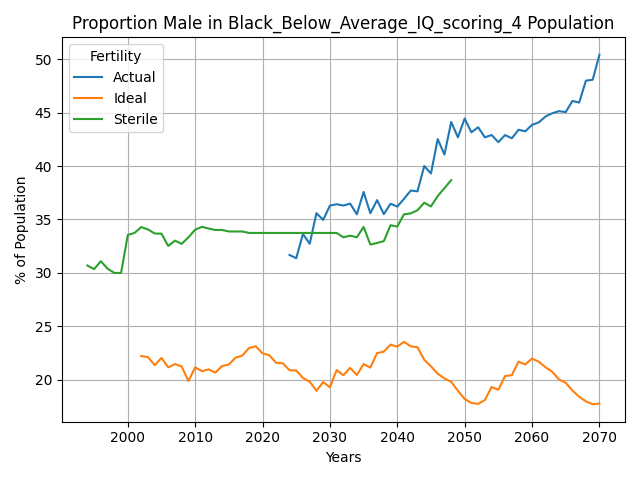 Proportion Male in Black_Below_Average_IQ_scoring_4 Population
Fertility
Actual
Ideal
Sterile
% of Population
50
45
40
35
30
25
20
2000 2010 2020 2030 2040 2050 2060 2070
Years